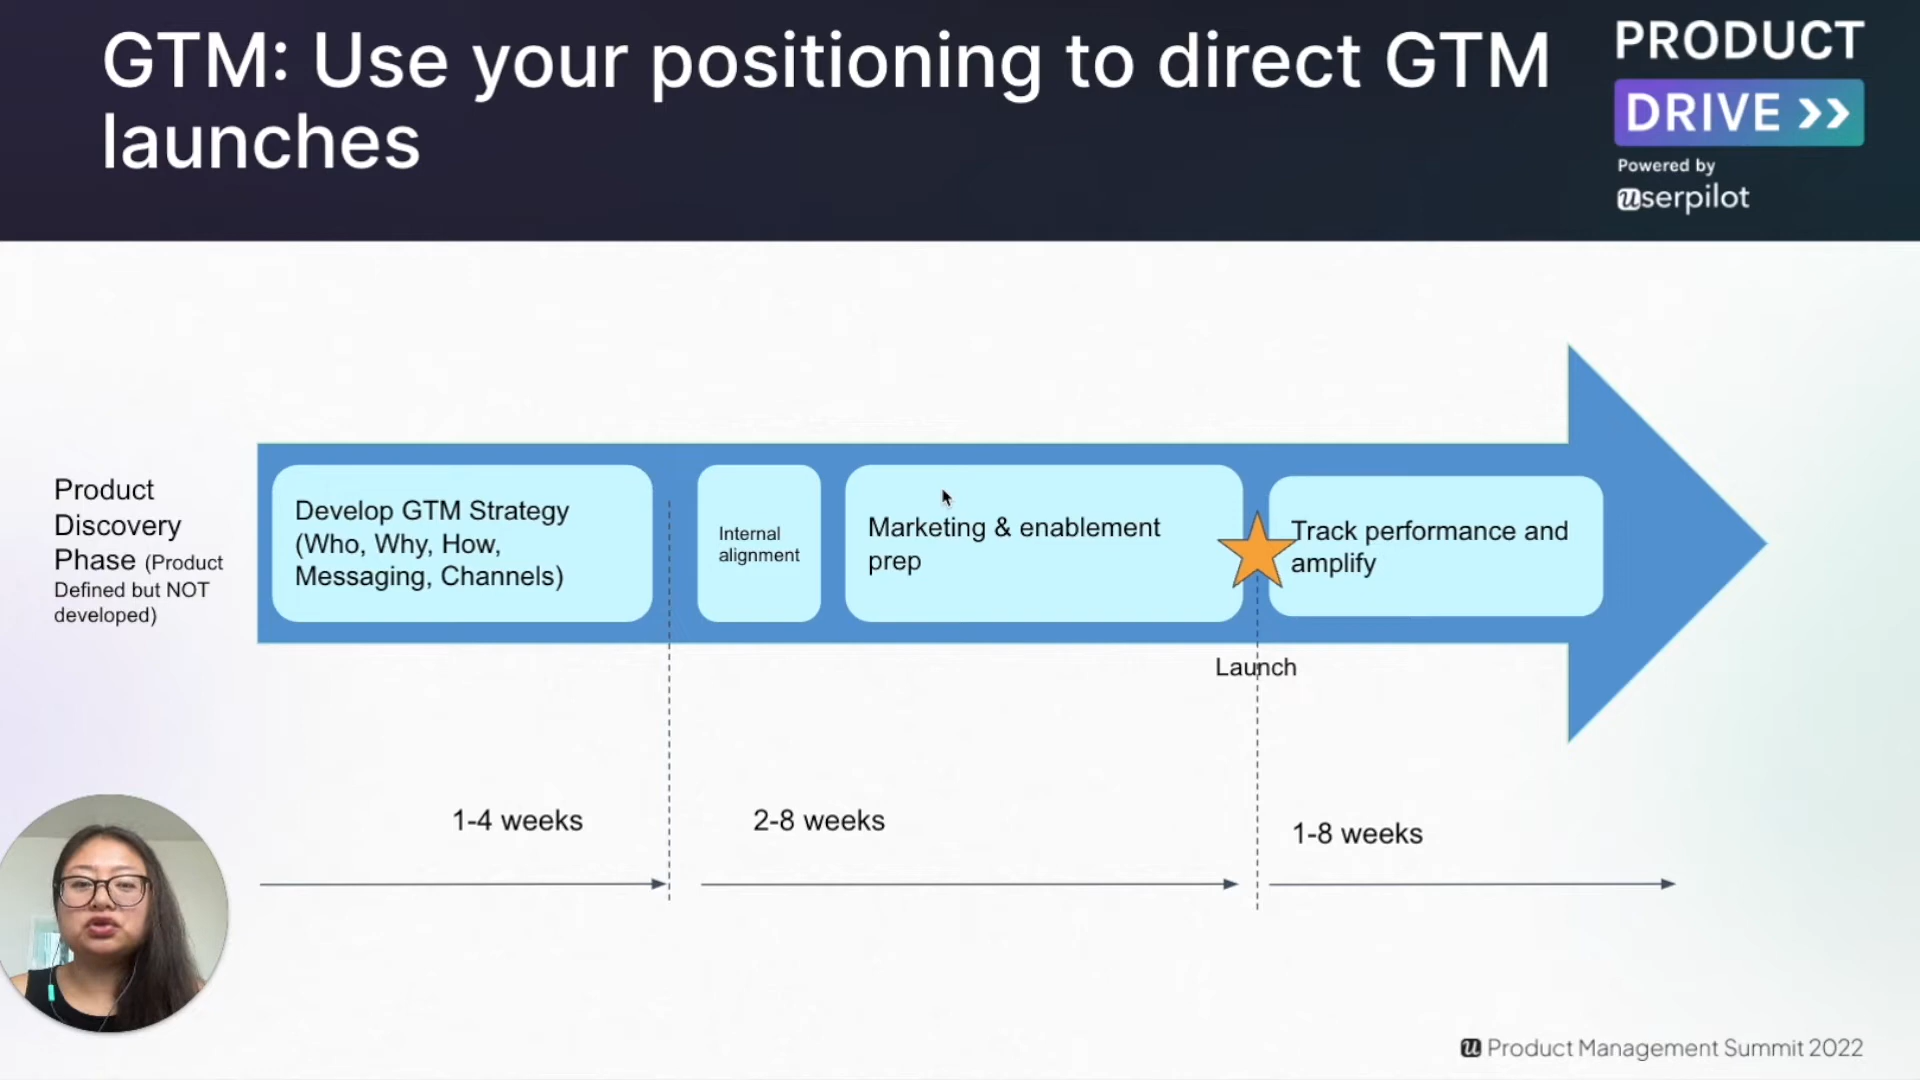 GTM: Use your positioning to direct GTM
launches
PRODUCT
DRIVE
Powered by
userpilot
Product
Discovery
Phase (Product
Defined but NOT
developed)
Develop GTM Strategy
(Who, Why, How,
Messaging, Channels)
Internal
alignment
Marketing & enablement
prep
Track performance and
amplify
Launch
1-4 weeks
2-8 weeks
1-8 weeks
u Product Management Summit 2022